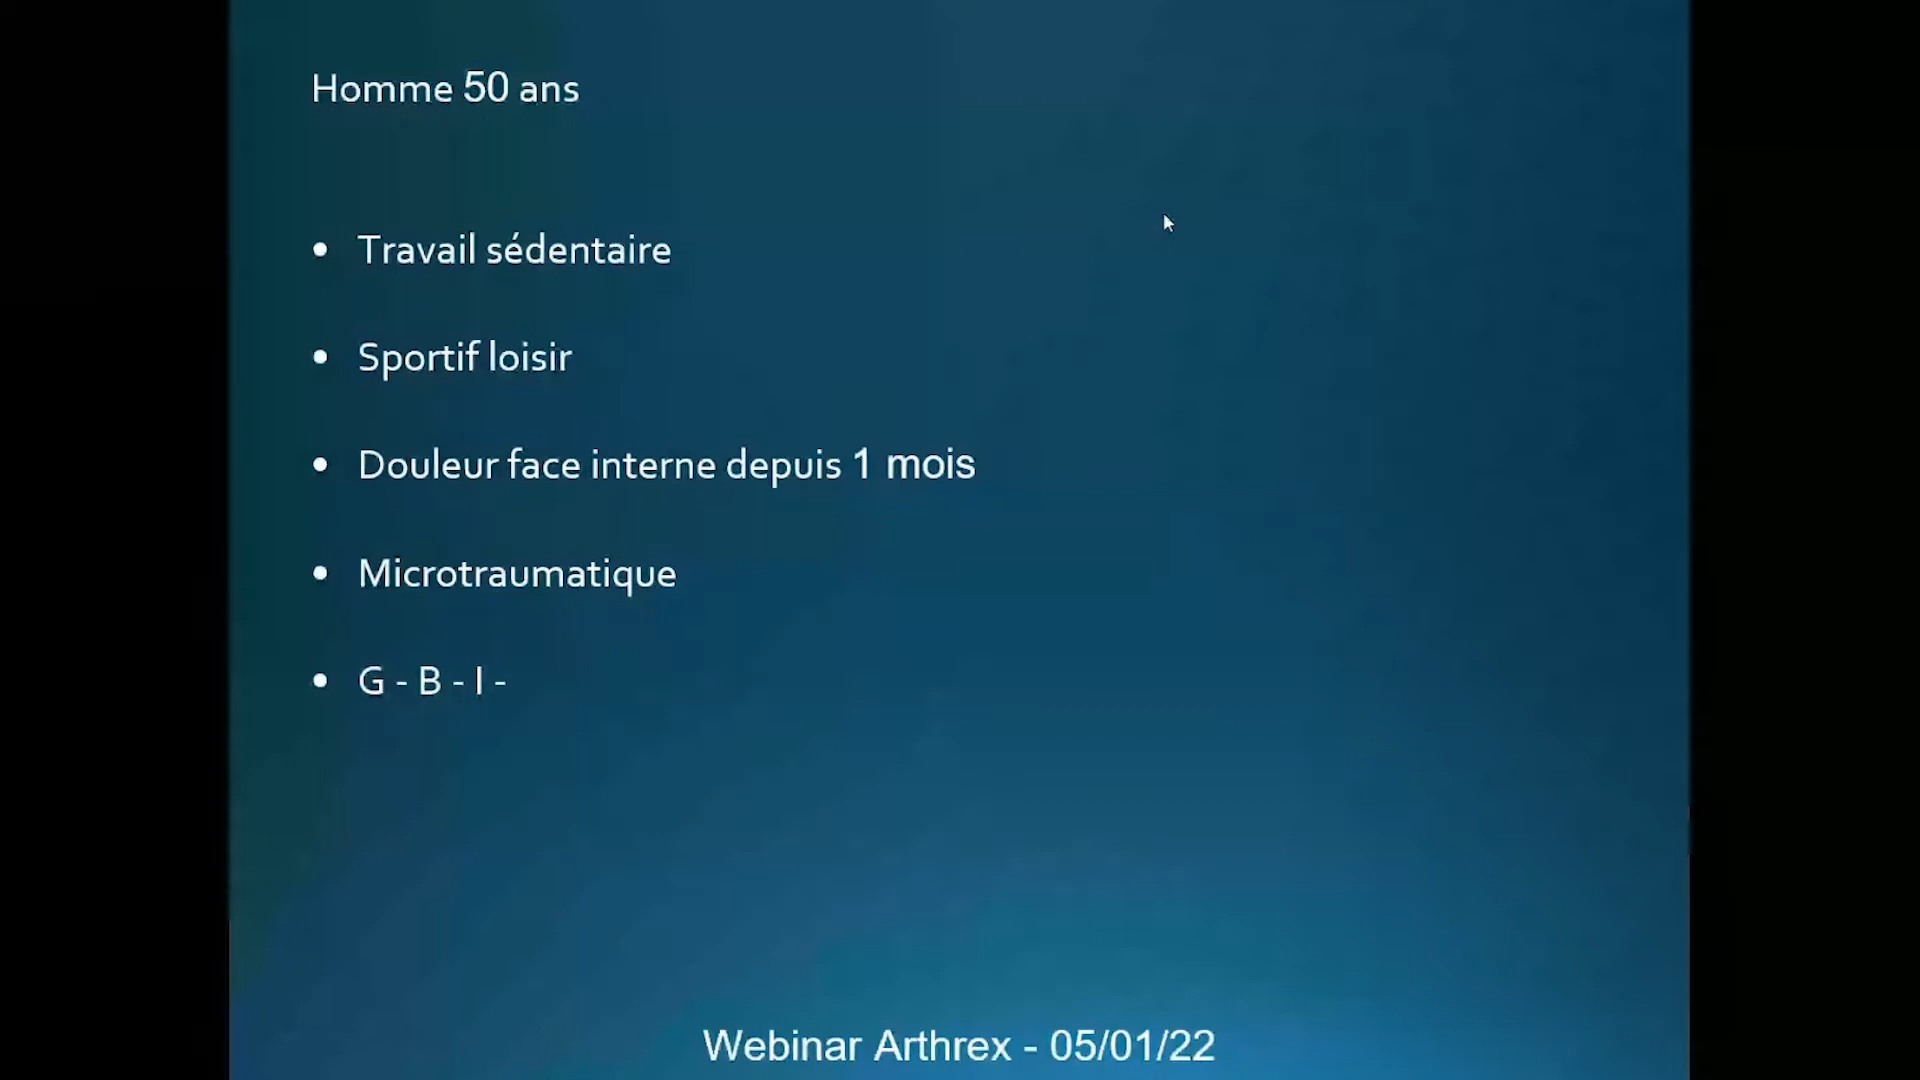 Homme 50 ans
• Travail sédentaire
• Sportif loisir
• Douleur face interne depuis 1 mois
• Microtraumatique
• G - B - I -
Webinar Arthrex - 05/01/22